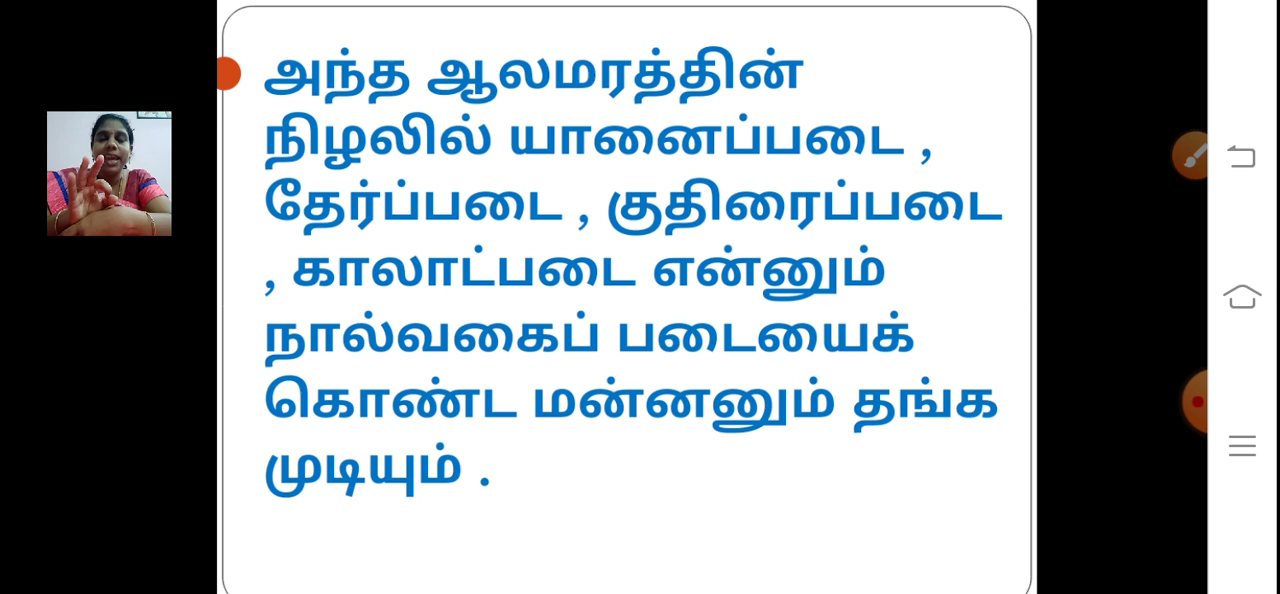 அந்த ஆலமரத்தின்
நிழலில் யானைப்படை ,
தேர்ப்படை , குதிரைப்படை
, காலாட்படை என்னும்
நால்வகைப் படையைக்
கொண்ட மன்னனும் தங்க
முடியும் .